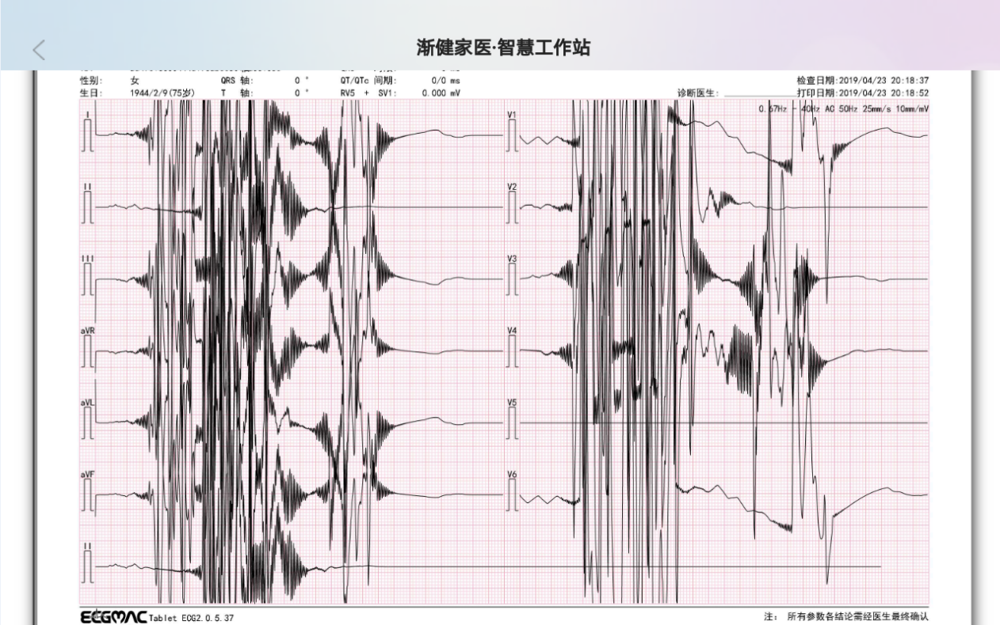 渐健家医·智慧工作站
性别: 女 QRS 轴: 0 ° QT/QTc 间期: 0/0 ms 检查日期:2019/04/23 20:18:37
生日: 1944/2/9(75岁) T 轴: 0 ° RV5 + SV1: 0.000 mV 诊断医生: 打印日期:2019/04/23 20:18:52
0.67Hz - 40Hz AC 50Hz 25mm/s 10mm/mV
I V1
II V2
III V3
aVR V4
aVL V5
aVF V6
II
ECGMAC Tablet ECG2.0.5.37 注: 所有参数各结论需经医生最终确认